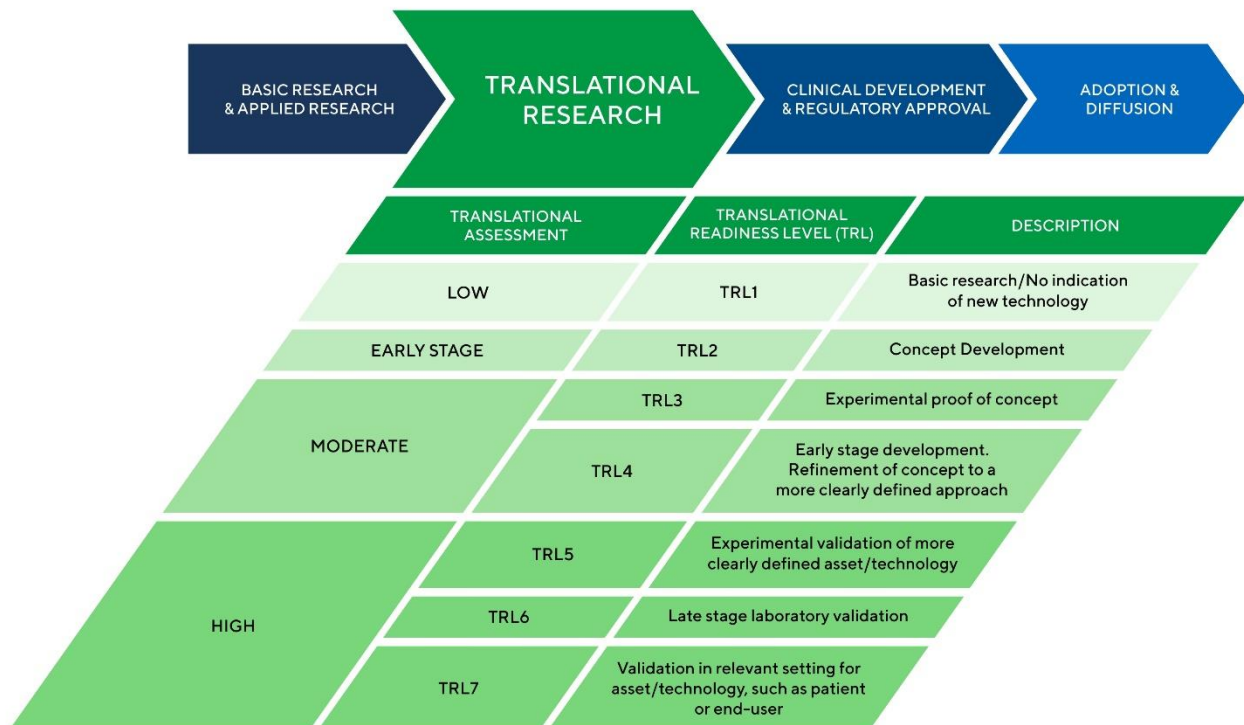 BASIC RESEARCH
& APPLIED RESEARCH
TRANSLATIONAL
RESEARCH
CLINICAL DEVELOPMENT
& REGULATORY APPROVAL
ADOPTION &
DIFFUSION
TRANSLATIONAL
ASSESSMENT
TRANSLATIONAL
READINESS LEVEL (TRL)
DESCRIPTION
LOW
TRL1
Basic research/No indication
of new technology
EARLY STAGE
TRL2
Concept Development
MODERATE
TRL3
Experimental proof of concept
TRL4
Early stage development.
Refinement of concept to a
more clearly defined approach
HIGH
TRL5
Experimental validation of more
clearly defined asset/technology
TRL6
Late stage laboratory validation
TRL7
Validation in relevant setting for
asset/technology, such as patient
or end-user